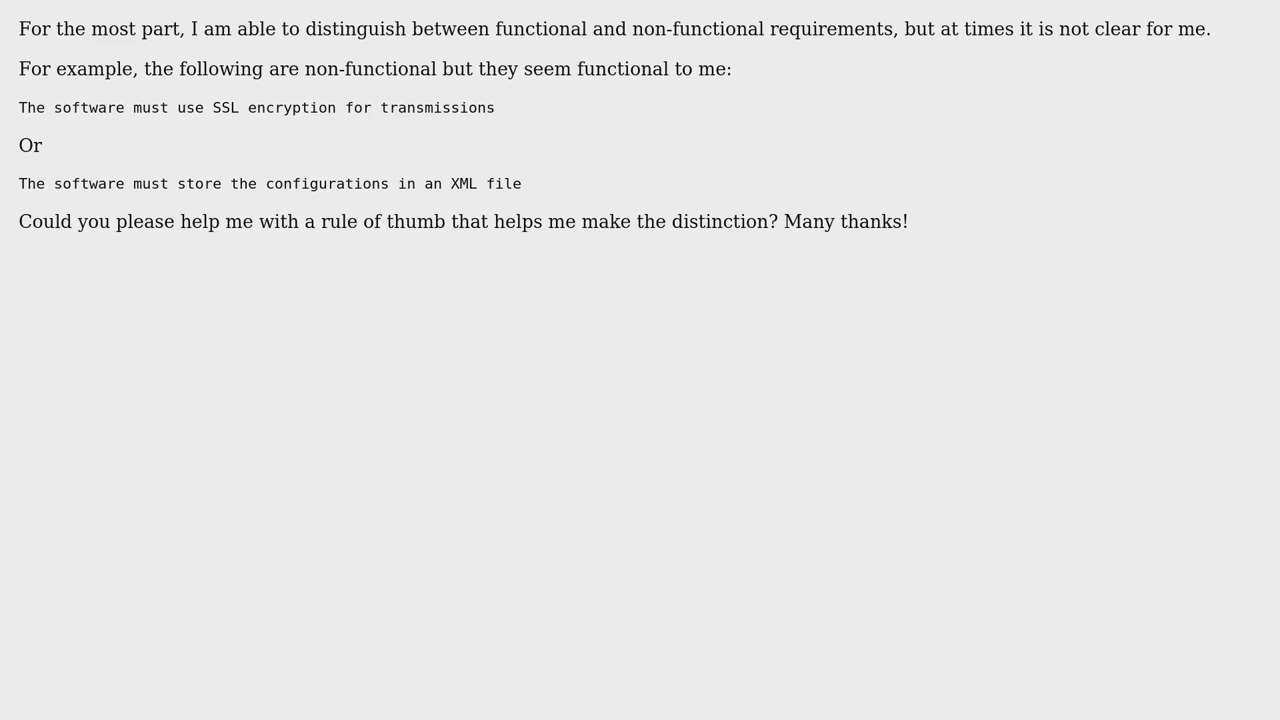 For the most part, I am able to distinguish between functional and non-functional requirements, but at times it is not clear for me.
For example, the following are non-functional but they seem functional to me:
The software must use SSL encryption for transmissions
Or
The software must store the configurations in an XML file
Could you please help me with a rule of thumb that helps me make the distinction? Many thanks!